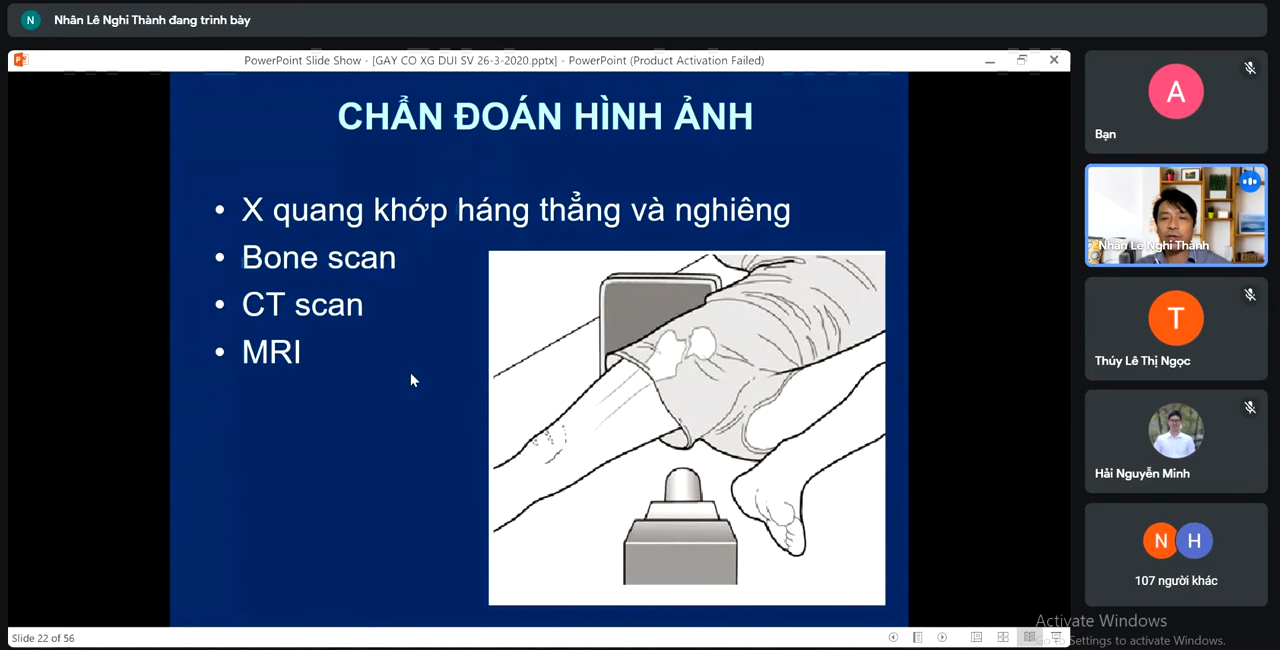 N
Nhân Lê Nghi Thành đang trình bày
PowerPoint Slide Show - [GAY CO XG DUI SV 26-3-2020.pptx] - PowerPoint (Product Activation Failed)
CHẨN ĐOÁN HÌNH ẢNH
• X quang khớp háng thẳng và nghiêng
• Bone scan
• CT scan
• MRI
Slide 22 of 56
A
Bạn
Nhân Lê Nghi Thành
T
Thúy Lê Thị Ngọc
Hải Nguyễn Minh
N H
107 người khác
Activate Windows
Go to Settings to activate Windows.